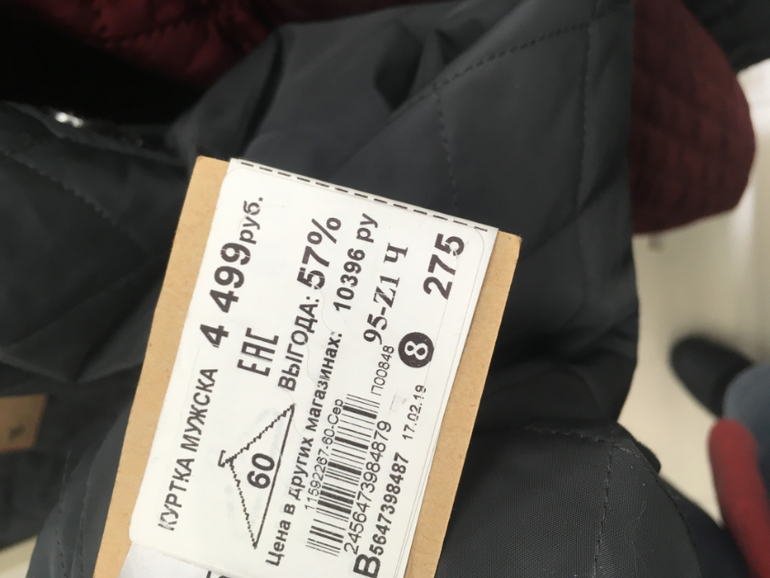 КУРТКА МУЖСКА 4 499руб.
60 ЕАС
ВЫГОДА: 57%
Цена в других магазинах: 10396 ру
11592267-60-Сер
95-Z1 Ч
2456473984879 П00848
8 275
B5647398487 17.02.19